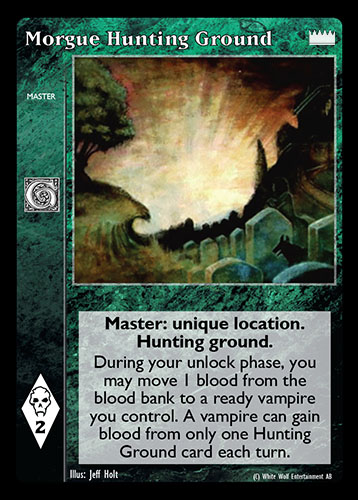 Morgue Hunting Ground
MASTER
Master: unique location.
Hunting ground.
During your unlock phase, you
may move 1 blood from the
blood bank to a ready vampire
you control. A vampire can gain
blood from only one Hunting
Ground card each turn.
2
Illus: Jeff Holt
(C) White Wolf Entertainment AB